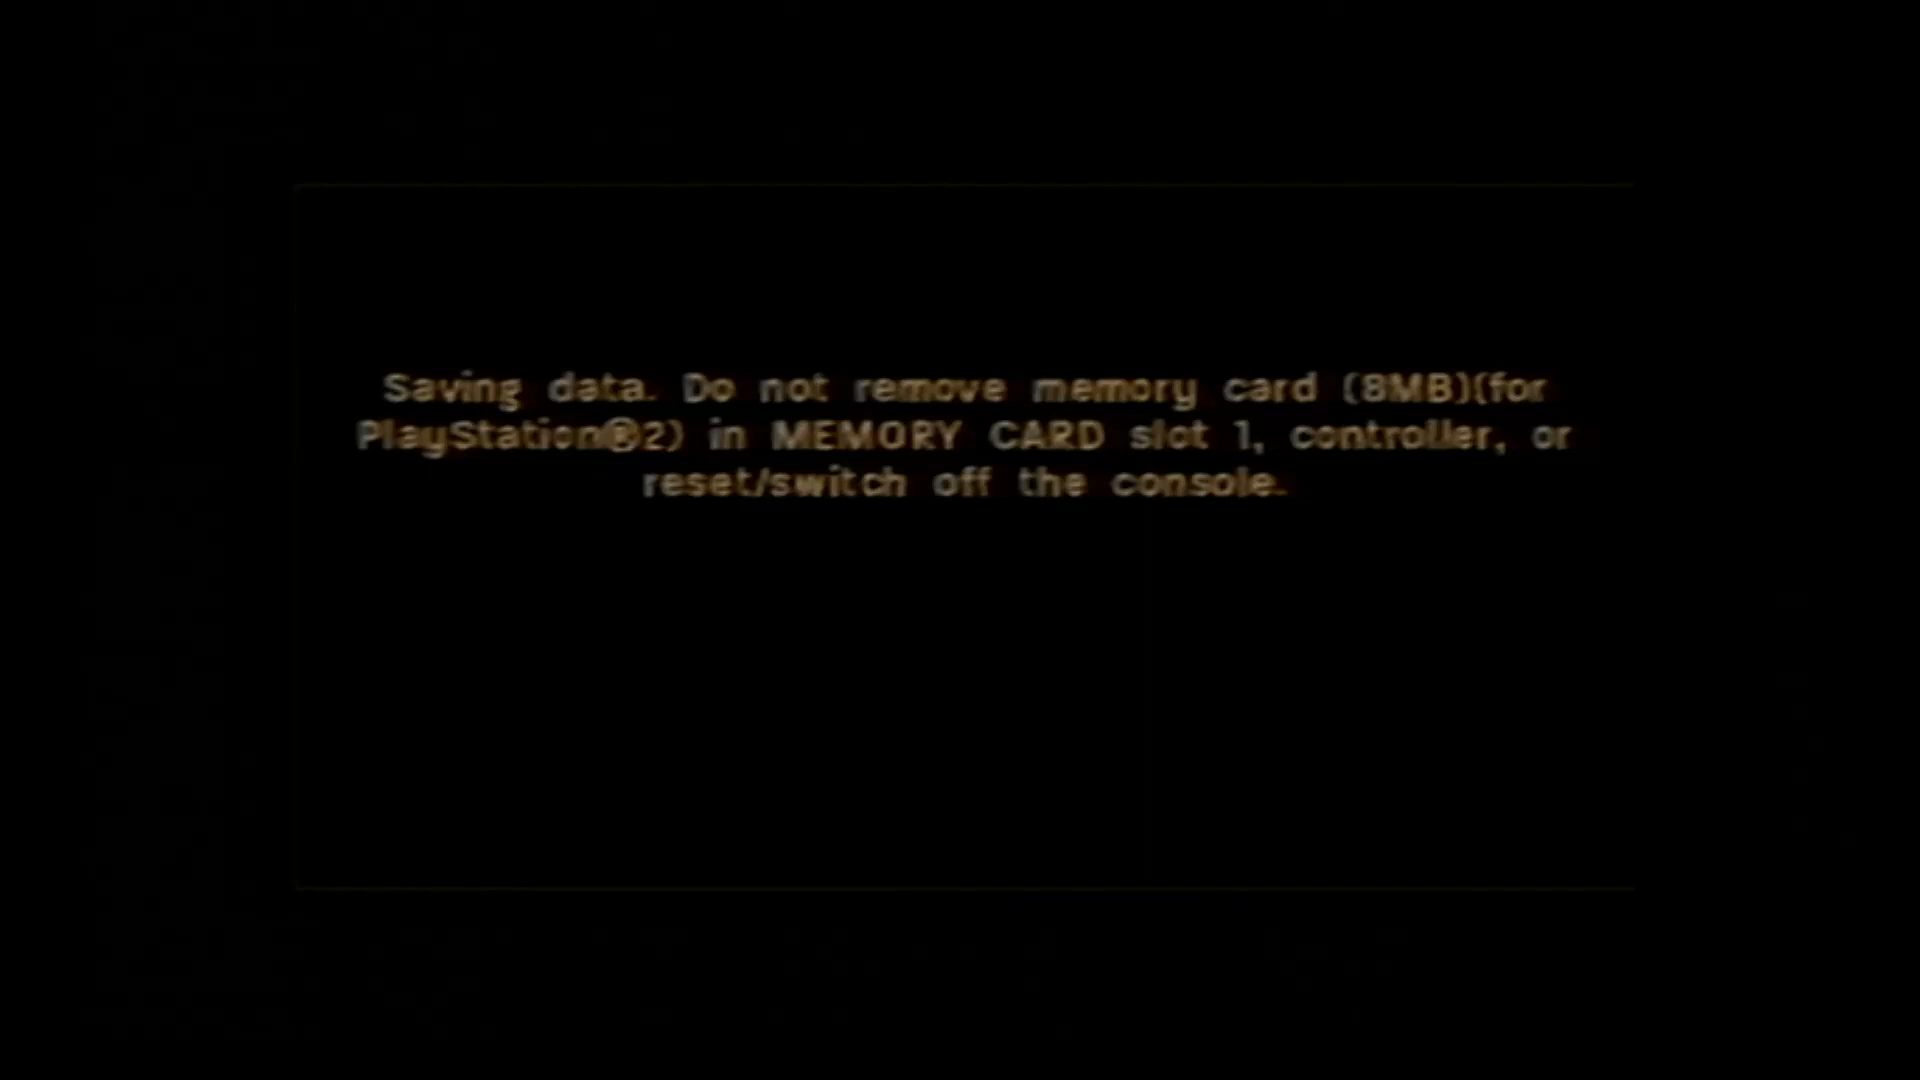 Saving data. Do not remove memory card (8MB)(for
PlayStation®2) in MEMORY CARD slot 1, controller, or
reset/switch off the console.